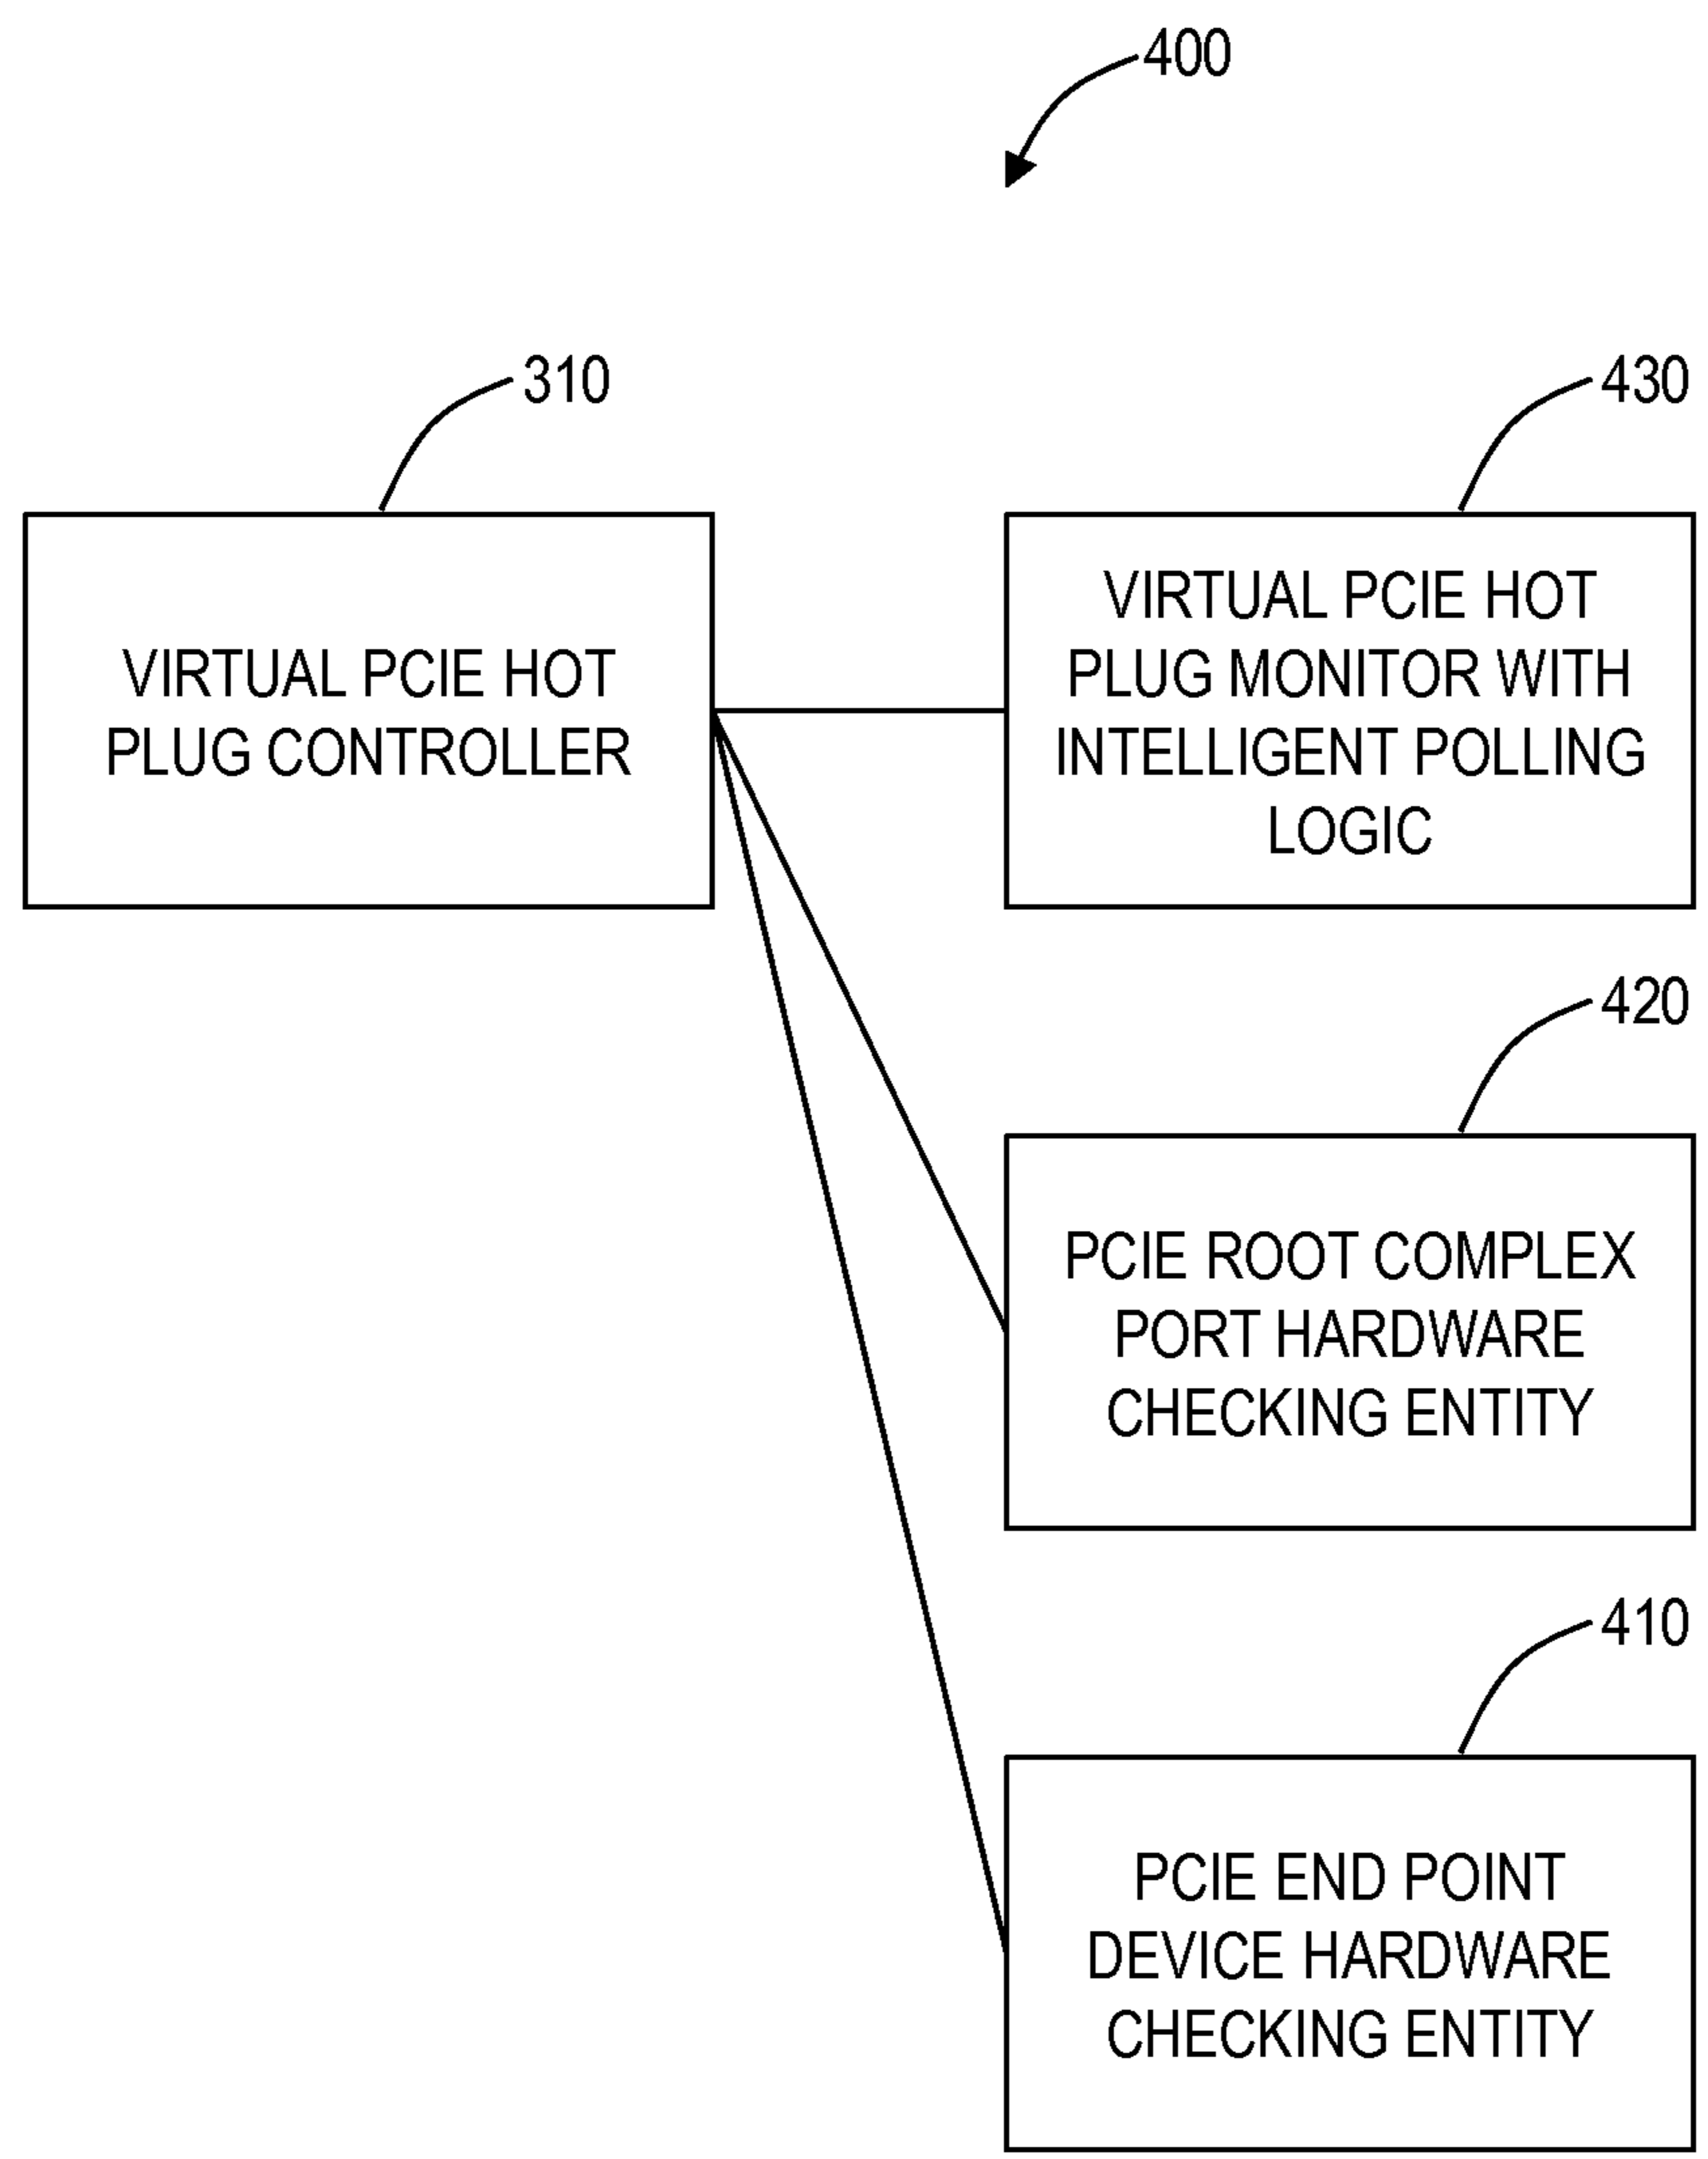 400
310
VIRTUAL PCIE HOT
PLUG CONTROLLER
430
VIRTUAL PCIE HOT
PLUG MONITOR WITH
INTELLIGENT POLLING
LOGIC
420
PCIE ROOT COMPLEX
PORT HARDWARE
CHECKING ENTITY
410
PCIE END POINT
DEVICE HARDWARE
CHECKING ENTITY